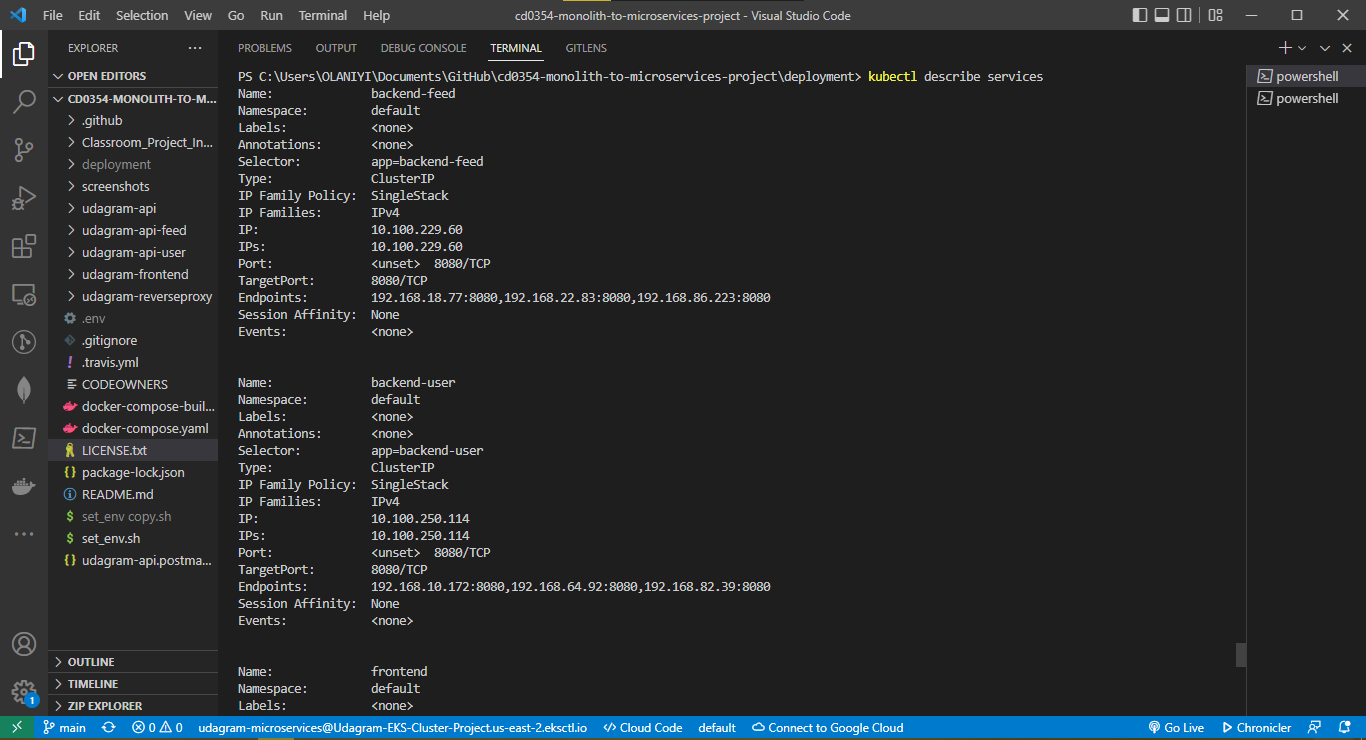 File Edit Selection View Go Run Terminal Help
cd0354-monolith-to-microservices-project - Visual Studio Code
EXPLORER
OPEN EDITORS
CD0354-MONOLITH-TO-M...
.github
Classroom_Project_In...
deployment
screenshots
udagram-api
udagram-api-feed
udagram-api-user
udagram-frontend
udagram-reverseproxy
.env
.gitignore
.travis.yml
CODEOWNERS
docker-compose-buil...
docker-compose.yaml
LICENSE.txt
package-lock.json
README.md
set_env copy.sh
set_env.sh
udagram-api.postma...
OUTLINE
TIMELINE
ZIP EXPLORER
PROBLEMS OUTPUT DEBUG CONSOLE TERMINAL GITLENS
PS C:\Users\OLANIYI\Documents\GitHub\cd0354-monolith-to-microservices-project\deployment> kubectl describe services
Name: backend-feed
Namespace: default
Labels: <none>
Annotations: <none>
Selector: app=backend-feed
Type: ClusterIP
IP Family Policy: SingleStack
IP Families: IPv4
IP: 10.100.229.60
IPs: 10.100.229.60
Port: <unset> 8080/TCP
TargetPort: 8080/TCP
Endpoints: 192.168.18.77:8080,192.168.22.83:8080,192.168.86.223:8080
Session Affinity: None
Events: <none>
Name: backend-user
Namespace: default
Labels: <none>
Annotations: <none>
Selector: app=backend-user
Type: ClusterIP
IP Family Policy: SingleStack
IP Families: IPv4
IP: 10.100.250.114
IPs: 10.100.250.114
Port: <unset> 8080/TCP
TargetPort: 8080/TCP
Endpoints: 192.168.10.172:8080,192.168.64.92:8080,192.168.82.39:8080
Session Affinity: None
Events: <none>
Name: frontend
Namespace: default
Labels: <none>
powershell
powershell
1
main 0 0 udagram-microservices@Udagram-EKS-Cluster-Project.us-east-2.eksctl.io Cloud Code default Connect to Google Cloud Go Live Chronicler